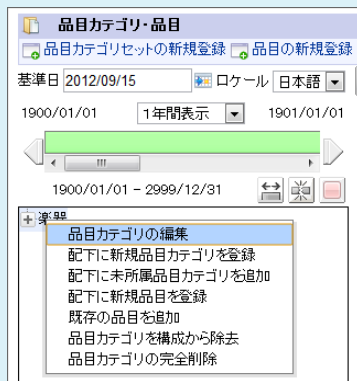 品目カテゴリ・品目
品目カテゴリセットの新規登録 品目の新規登録
基準日 2012/09/15 ロケール 日本語
1900/01/01 1年間表示 1901/01/01
1900/01/01 - 2999/12/31
楽器
品目カテゴリの編集
配下に新規品目カテゴリを登録
配下に未所属品目カテゴリを追加
配下に新規品目を登録
既存の品目を追加
品目カテゴリを構成から除去
品目カテゴリの完全削除